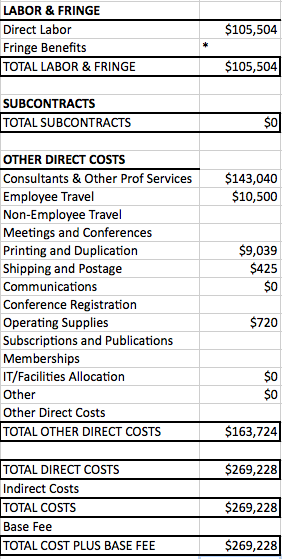 LABOR & FRINGE
Direct Labor $105,504
Fringe Benefits *
TOTAL LABOR & FRINGE $105,504
SUBCONTRACTS
TOTAL SUBCONTRACTS $0
OTHER DIRECT COSTS
Consultants & Other Prof Services $143,040
Employee Travel $10,500
Non-Employee Travel
Meetings and Conferences
Printing and Duplication $9,039
Shipping and Postage $425
Communications $0
Conference Registration
Operating Supplies $720
Subscriptions and Publications
Memberships
IT/Facilities Allocation $0
Other $0
Other Direct Costs
TOTAL OTHER DIRECT COSTS $163,724
TOTAL DIRECT COSTS $269,228
Indirect Costs
TOTAL COSTS $269,228
Base Fee
TOTAL COST PLUS BASE FEE $269,228